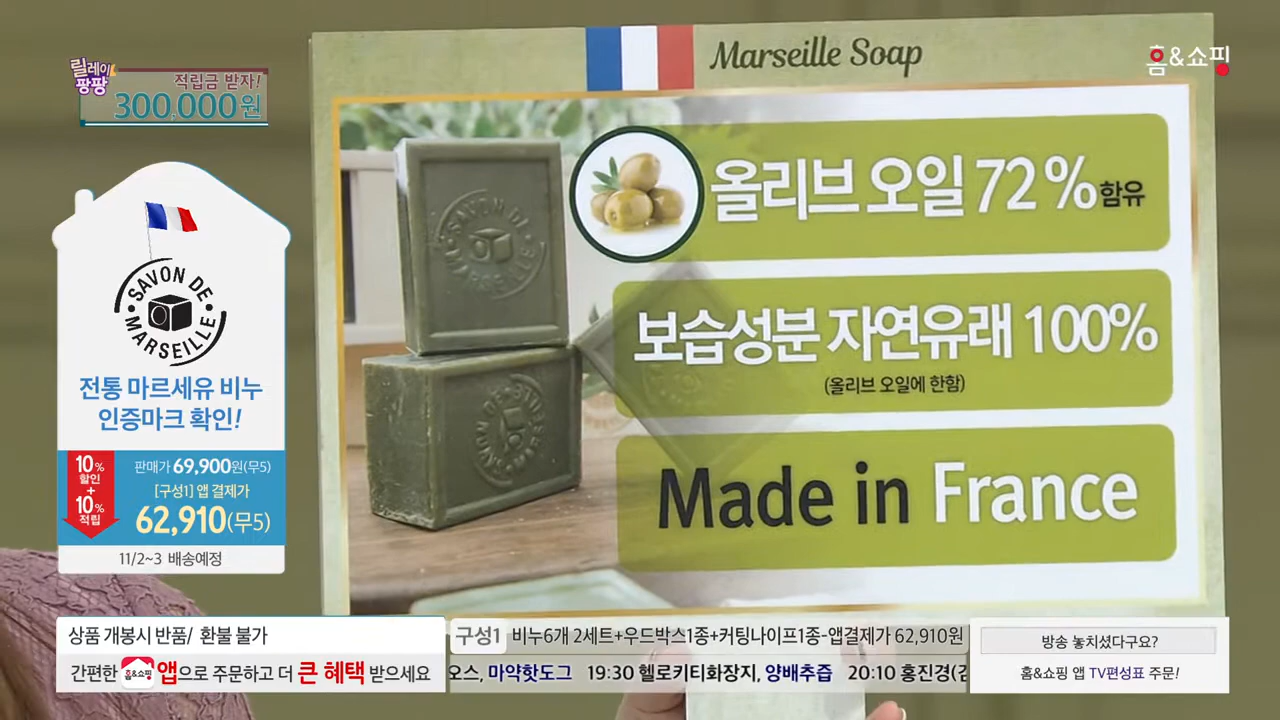 릴레이
팡팡
적립금 받자!
300,000원
홈&쇼핑
Marseille Soap
올리브 오일 72%함유
보습성분 자연유래 100%
(올리브 오일에 한함)
Made in France
SAVON DE
MARSEILLE
SAVON DE
MARSEILLE
전통 마르세유 비누
인증마크 확인!
10%
할인
+
10%
적립
판매가 69,900원(무5)
[구성1] 앱 결제가
62,910(무5)
11/2~3 배송예정
상품 개봉시 반품/ 환불 불가
간편한 홈&쇼핑 앱으로 주문하고 더 큰 혜택 받으세요
구성1 비누6개 2세트+우드박스1종+커팅나이프1종-앱결제가 62,910원
오스, 마약핫도그 19:30 헬로키티화장지, 양배추즙 20:10 홍진경(김
방송 놓치셨다구요?
홈&쇼핑 앱 TV편성표 주문!